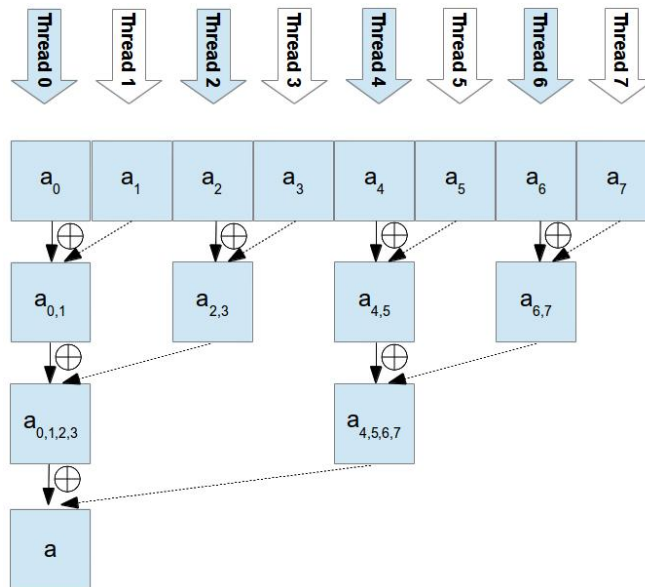 Thread 0 Thread 1 Thread 2 Thread 3 Thread 4 Thread 5 Thread 6 Thread 7
a0 a1 a2 a3 a4 a5 a6 a7
a0,1 a2,3 a4,5 a6,7
a0,1,2,3 a4,5,6,7
a